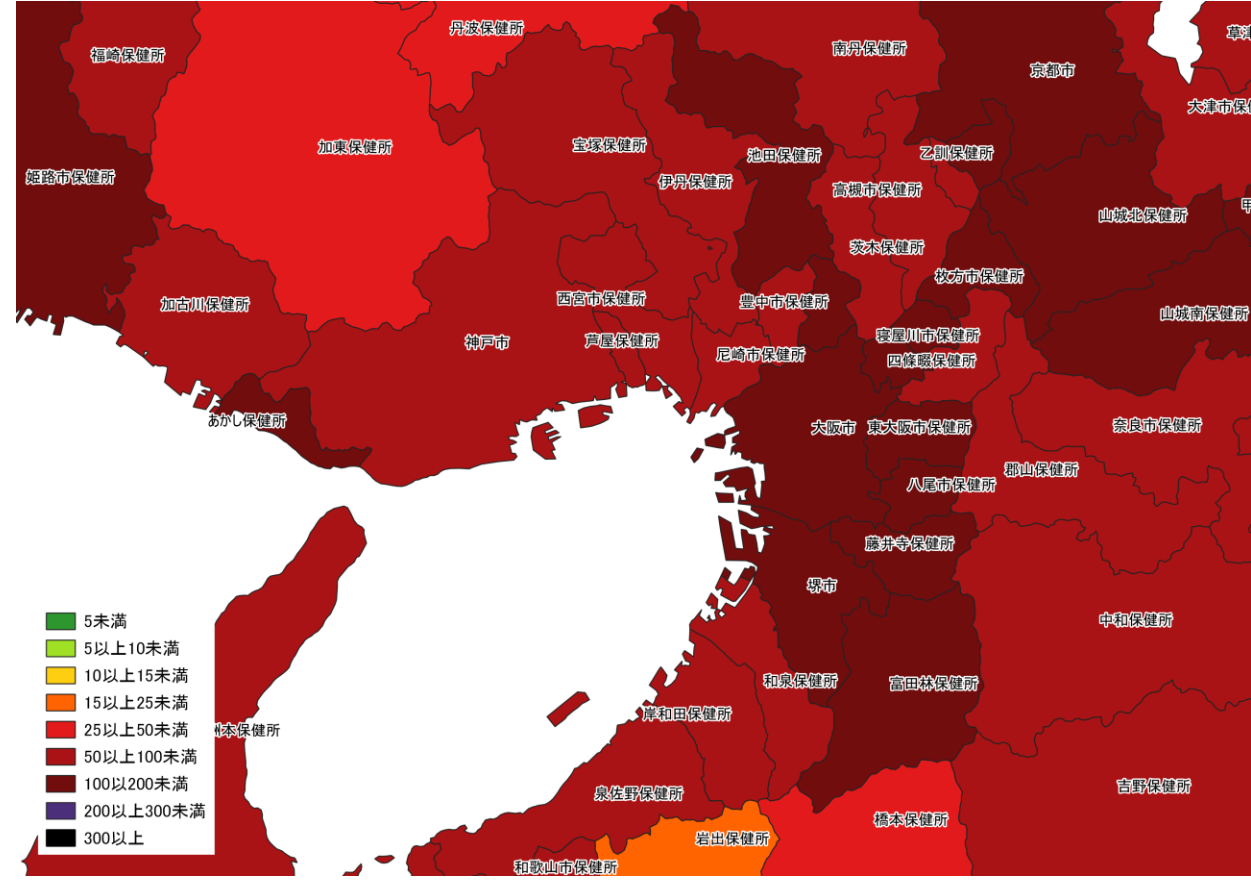 丹波保健所
草津
福崎保健所
南丹保健所
京都市
大津市保健
加東保健所
宝塚保健所
池田保健所
乙訓保健所
姫路市保健所
伊丹保健所
高槻市保健所
山城北保健所
甲
茨木保健所
枚方市保健所
加古川保健所
西宮市保健所
豊中市保健所
山城南保健所
神戸市
芦屋保健所
尼崎市保健所
寝屋川市保健所
四條畷保健所
あかし保健所
大阪市
東大阪市保健所
奈良市保健所
郡山保健所
八尾市保健所
藤井寺保健所
堺市
中和保健所
和泉保健所
富田林保健所
岸和田保健所
洲本保健所
泉佐野保健所
吉野保健所
橋本保健所
岩出保健所
和歌山市保健所
5未満
5以上10未満
10以上15未満
15以上25未満
25以上50未満
50以上100未満
100以200未満
200以上300未満
300以上